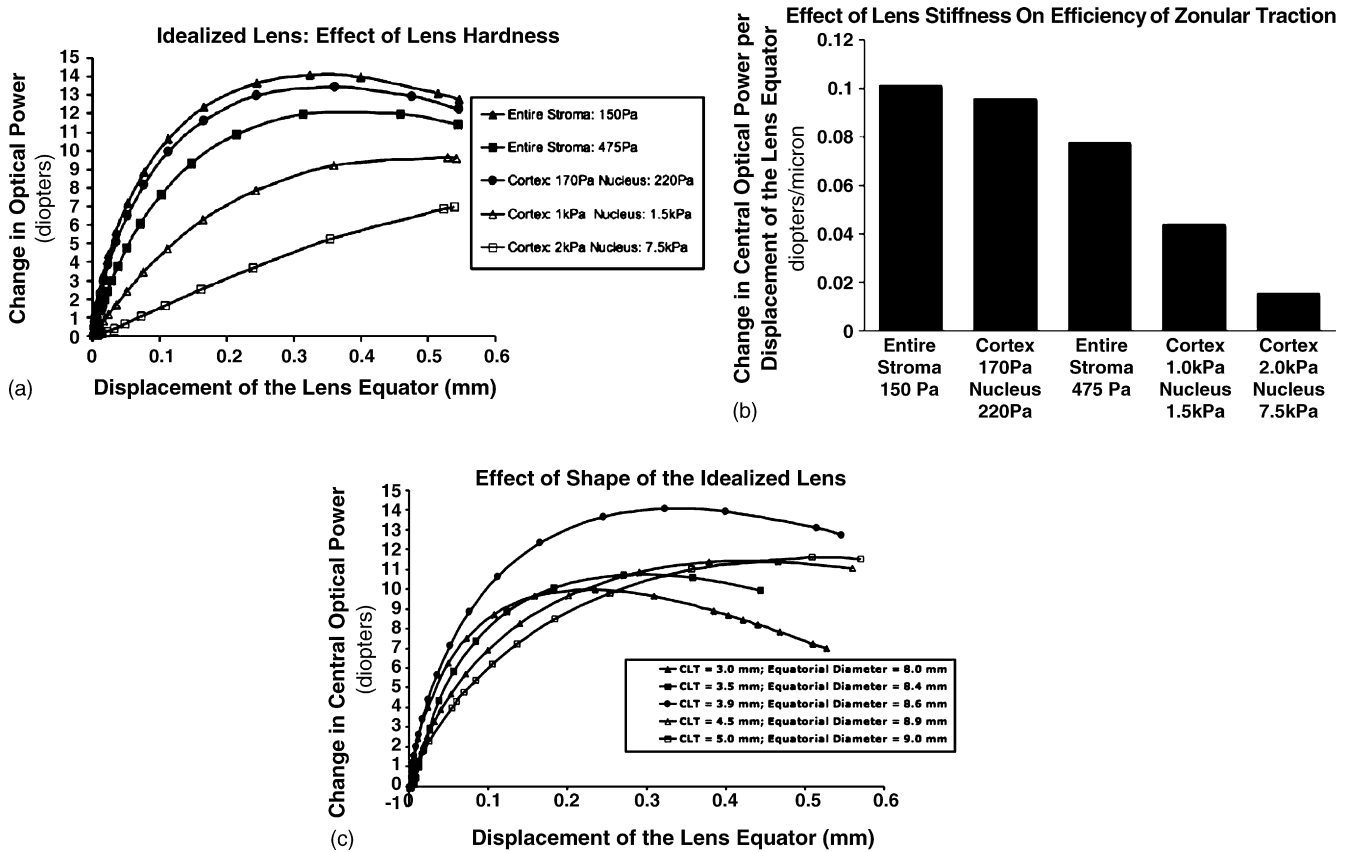 Idealized Lens: Effect of Lens Hardness
Change in Optical Power
(diopters)
15
14
13
12
11
10
9
8
7
6
5
4
3
2
1
0
0 0.1 0.2 0.3 0.4 0.5 0.6
Displacement of the Lens Equator (mm)
Entire Stroma: 150Pa
Entire Stroma: 475Pa
Cortex: 170Pa Nucleus: 220Pa
Cortex: 1kPa Nucleus: 1.5kPa
Cortex: 2kPa Nucleus: 7.5kPa
(a)
Effect of Lens Stiffness On Efficiency of Zonular Traction
Change in Central Optical Power per
Displacement of the Lens Equator
diopters/micron
0.12
0.1
0.08
0.06
0.04
0.02
0
Entire
Stroma
150 Pa
Cortex
170Pa
Nucleus
220Pa
Entire
Stroma
475 Pa
Cortex
1.0kPa
Nucleus
1.5kPa
Cortex
2.0kPa
Nucleus
7.5kPa
(b)
Effect of Shape of the Idealized Lens
Change in Central Optical Power
(diopters)
15
14
13
12
11
10
9
8
7
6
5
4
3
2
1
0
-1
0 0.1 0.2 0.3 0.4 0.5 0.6
Displacement of the Lens Equator (mm)
CLT = 3.0 mm; Equatorial Diameter = 8.0 mm
CLT = 3.5 mm; Equatorial Diameter = 8.4 mm
CLT = 3.9 mm; Equatorial Diameter = 8.6 mm
CLT = 4.5 mm; Equatorial Diameter = 8.9 mm
CLT = 5.0 mm; Equatorial Diameter = 9.0 mm
(c)